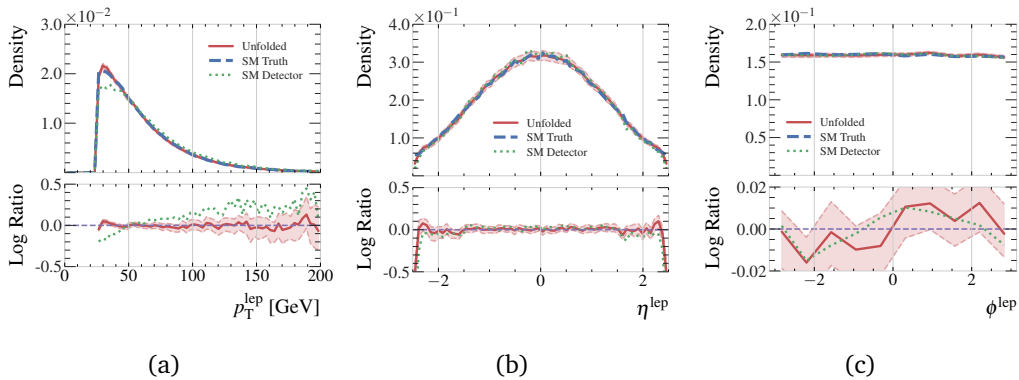 3.0 ×10⁻²
Density
2.0
1.0
0.0
Unfolded
SM Truth
SM Detector
0.5
Log Ratio
0.0
-0.5
0 50 100 150 200
p_T^lep [GeV]
(a)
×10⁻¹
4.0
Density
3.0
2.0
1.0
Unfolded
SM Truth
SM Detector
0.5
Log Ratio
0.0
-0.5
−2 0 2
η^lep
(b)
2.0 ×10⁻¹
Density
1.5
1.0
Unfolded
SM Truth
SM Detector
0.02
Log Ratio
0.00
-0.02
−2 0 2
ϕ^lep
(c)